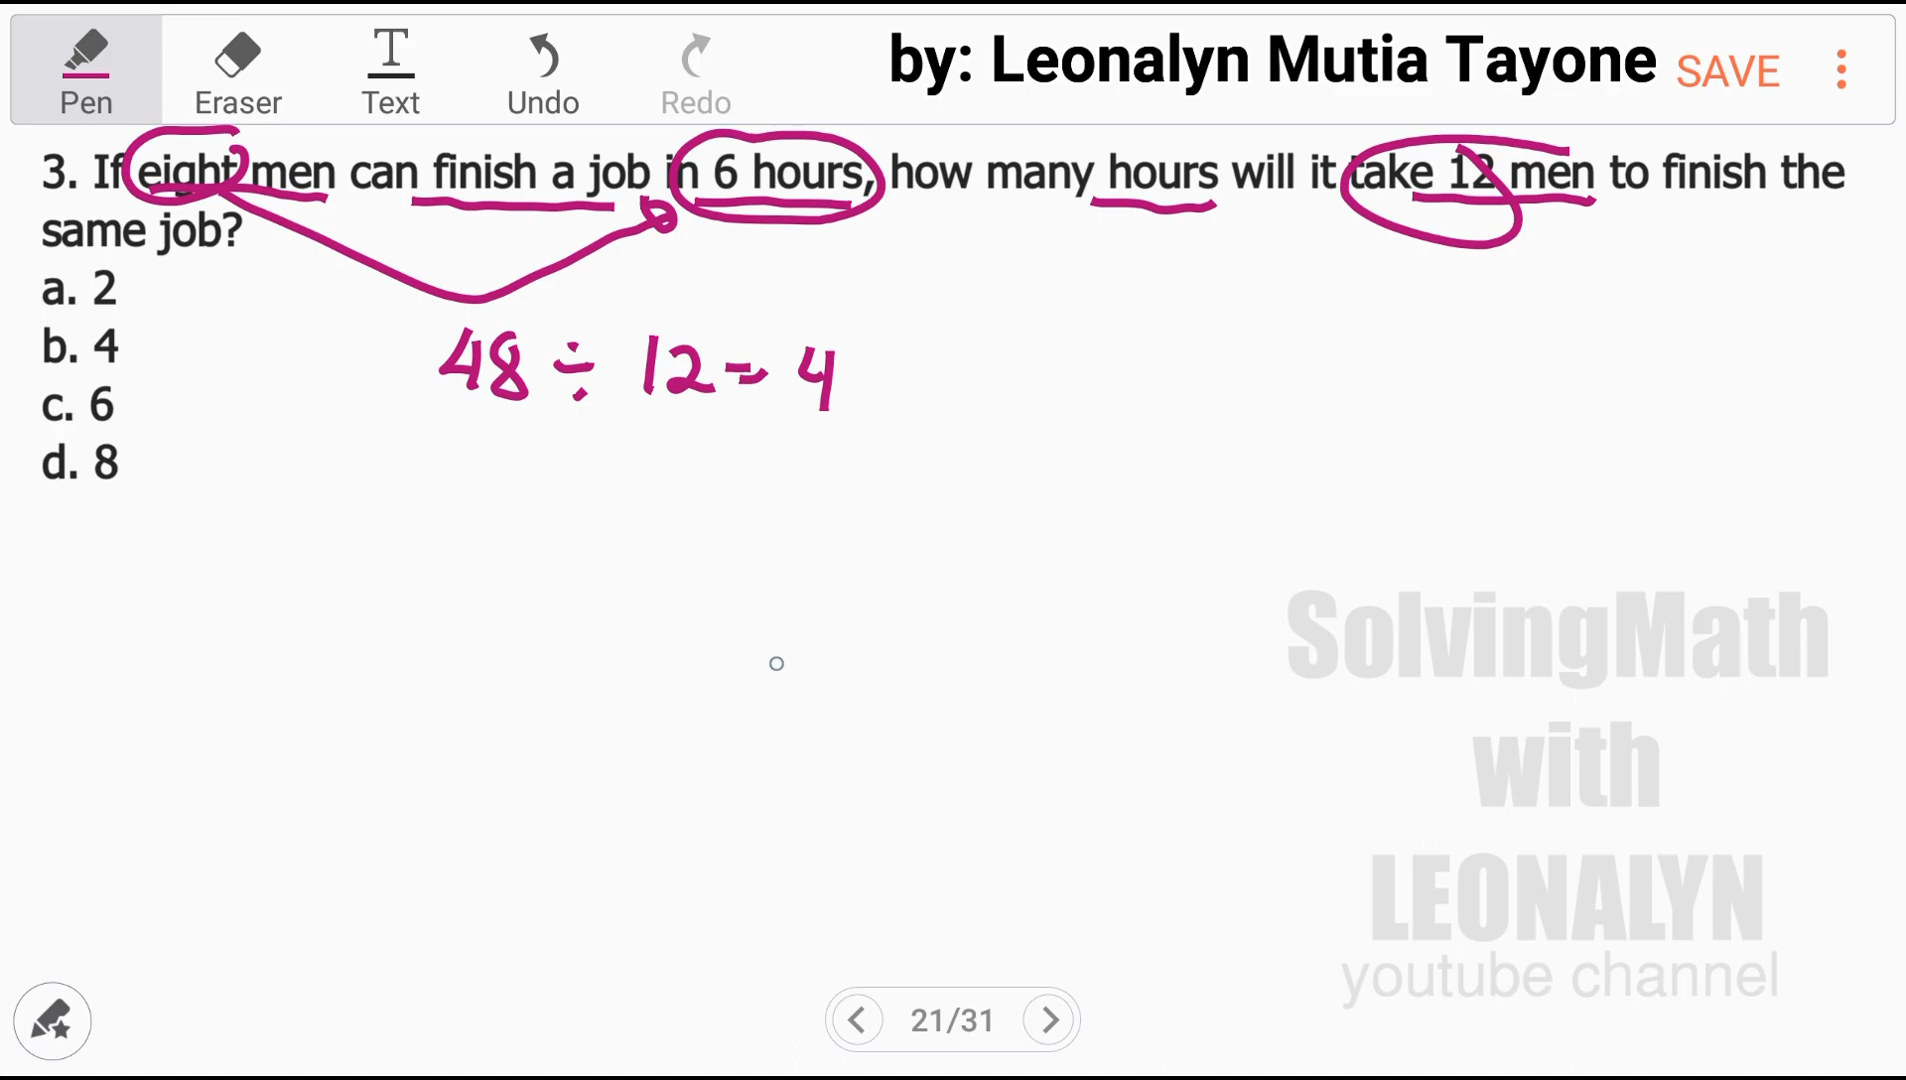 Pen Eraser Text Undo Redo by: Leonalyn Mutia Tayone SAVE
3. If eight men can finish a job in 6 hours, how many hours will it take 12 men to finish the
same job?
a. 2
b. 4
c. 6
d. 8
48 ÷ 12 = 4
SolvingMath
with
LEONALYN
youtube channel
21/31